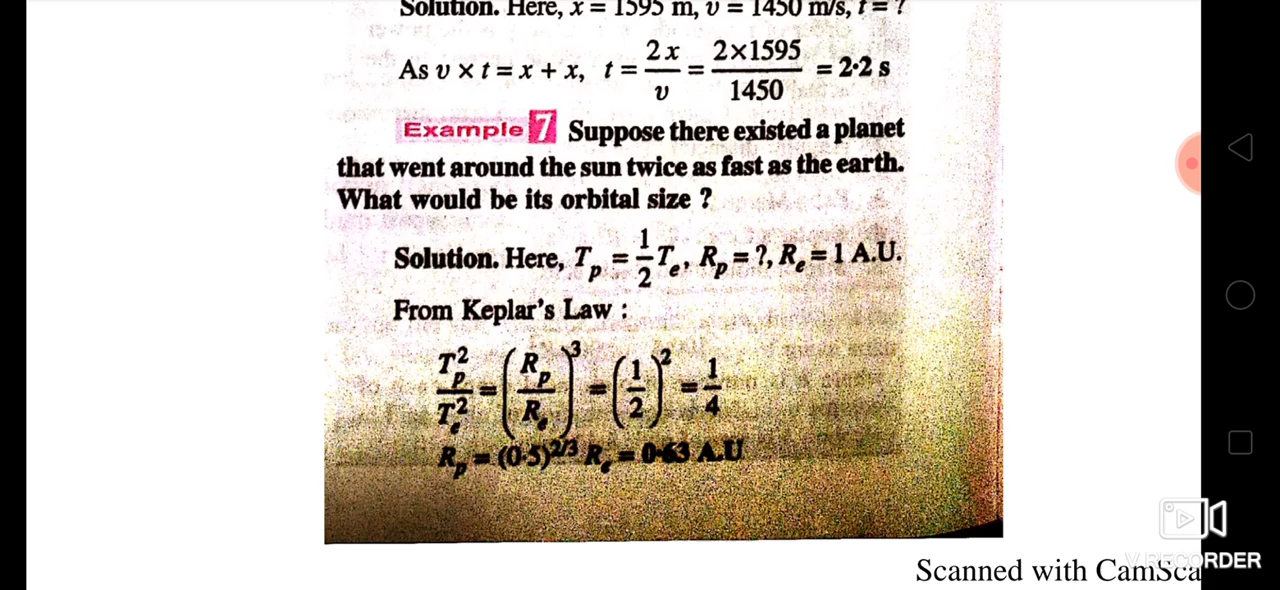 Solution. Here, x = 1595 m, υ = 1450 m/s, t = ?
As υ × t = x + x, t = 2x/υ = 2×1595/1450 = 2·2 s
Example 7 Suppose there existed a planet
that went around the sun twice as fast as the earth.
What would be its orbital size ?
Solution. Here, Tₚ = 1/2 Tₑ, Rₚ = ?, Rₑ = 1 A.U.
From Keplar's Law :
Tₚ²/Tₑ² = (Rₚ/Rₑ)³ = (1/2)² = 1/4
Rₚ = (0·5)^2/3 Rₑ = 0·63 A.U
V RECORDER
Scanned with CamSca